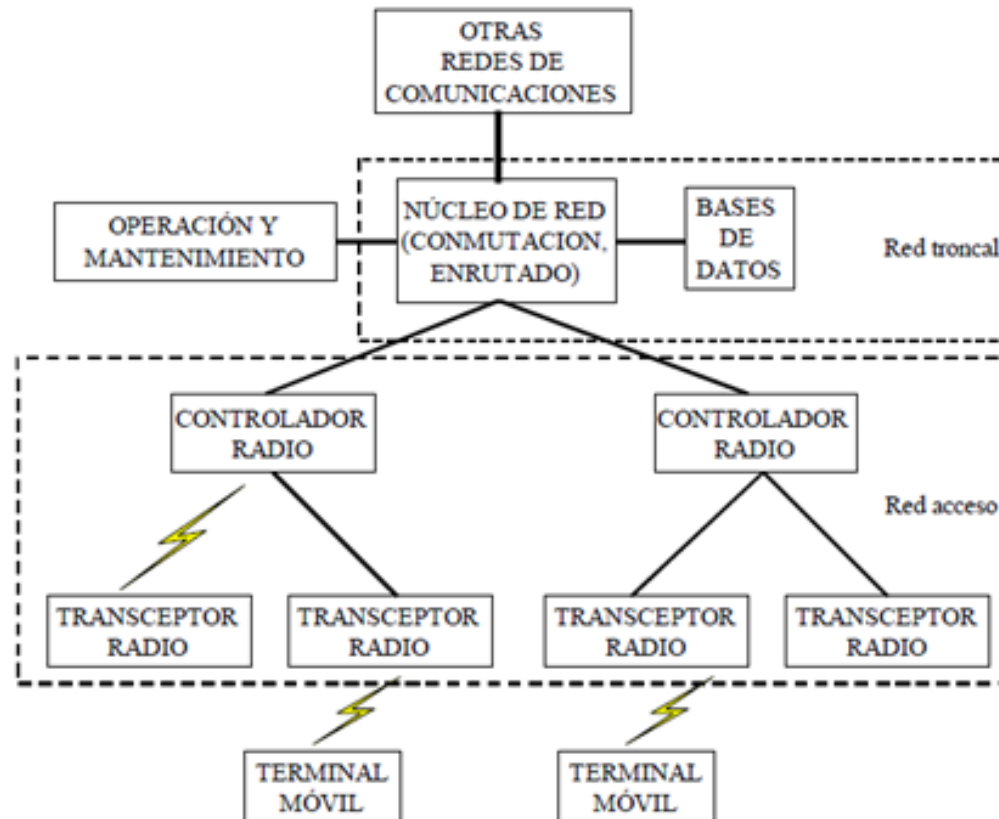 OTRAS
REDES DE
COMUNICACIONES
OPERACIÓN Y
MANTENIMIENTO
NÚCLEO DE RED
(CONMUTACION,
ENRUTADO)
BASES
DE
DATOS
Red troncal
CONTROLADOR
RADIO
CONTROLADOR
RADIO
Red acceso
TRANSCEPTOR
RADIO
TRANSCEPTOR
RADIO
TRANSCEPTOR
RADIO
TRANSCEPTOR
RADIO
TERMINAL
MÓVIL
TERMINAL
MÓVIL